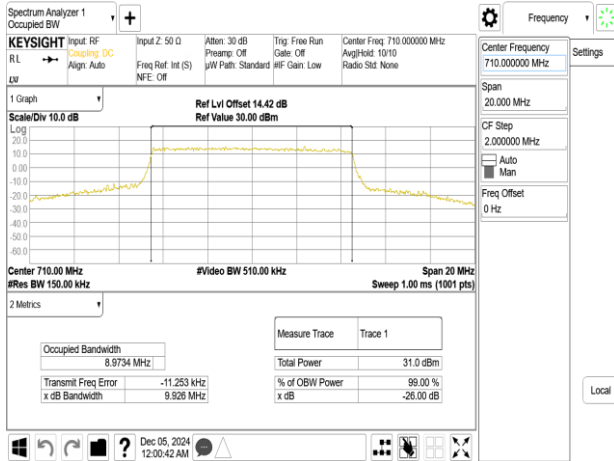 Spectrum Analyzer 1
Occupied BW
KEYSIGHT
RL
Input: RF
Coupling: DC
Align: Auto
Input Z: 50 Ω
Freq Ref: Int (S)
NFE: Off
Atten: 30 dB
Preamp: Off
µW Path: Standard
Trig: Free Run
Gate: Off
#IF Gain: Low
Center Freq: 710.000000 MHz
Avg|Hold: 10/10
Radio Std: None
1 Graph
Scale/Div 10.0 dB
Ref Lvl Offset 14.42 dB
Ref Value 30.00 dBm
Log
20.0
10.0
0.00
-10.0
-20.0
-30.0
-40.0
-50.0
-60.0
Center 710.00 MHz
#Video BW 510.00 kHz
Span 20 MHz
#Res BW 150.00 kHz
Sweep 1.00 ms (1001 pts)
2 Metrics
Occupied Bandwidth
8.9734 MHz
Transmit Freq Error -11.253 kHz
x dB Bandwidth 9.926 MHz
Measure Trace Trace 1
Total Power 31.0 dBm
% of OBW Power 99.00 %
x dB -26.00 dB
Dec 05, 2024
12:00:42 AM
Frequency
Settings
Center Frequency
710.000000 MHz
Span
20.000 MHz
CF Step
2.000000 MHz
Auto
Man
Freq Offset
0 Hz
Local